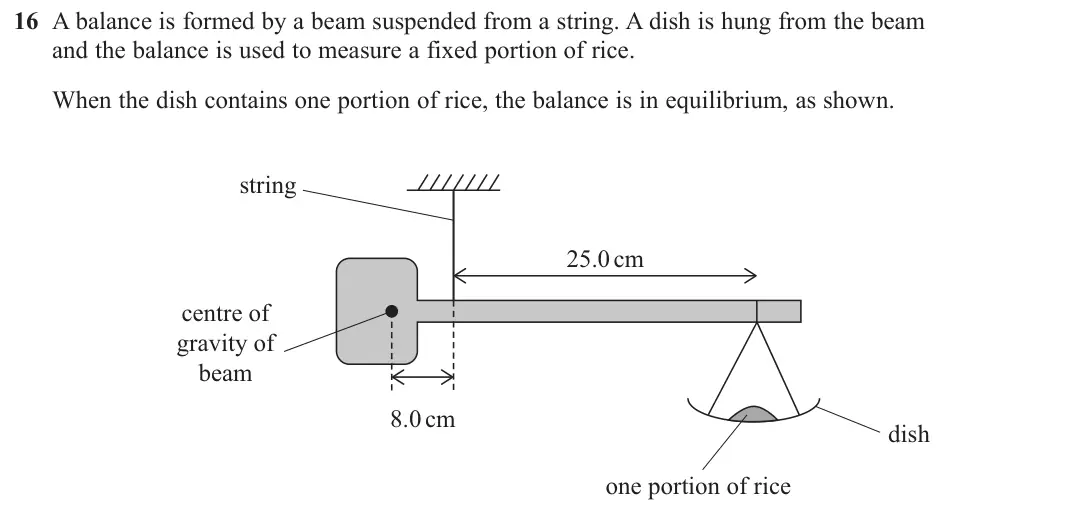 16 A balance is formed by a beam suspended from a string. A dish is hung from the beam
and the balance is used to measure a fixed portion of rice.
When the dish contains one portion of rice, the balance is in equilibrium, as shown.
string
25.0 cm
centre of
gravity of
beam
8.0 cm
dish
one portion of rice